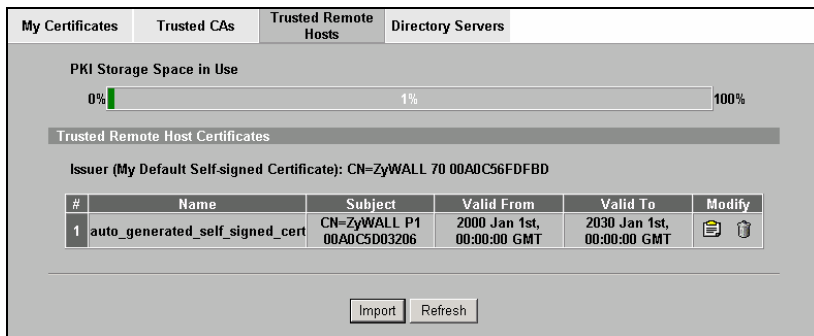 My Certificates Trusted CAs Trusted Remote Hosts Directory Servers
PKI Storage Space in Use
0% 1% 100%
Trusted Remote Host Certificates
Issuer (My Default Self-signed Certificate): CN=ZyWALL 70 00A0C56FDFBD
# Name Subject Valid From Valid To Modify
1 auto_generated_self_signed_cert CN=ZyWALL P1 00A0C5D03206 2000 Jan 1st, 00:00:00 GMT 2030 Jan 1st, 00:00:00 GMT
Import Refresh